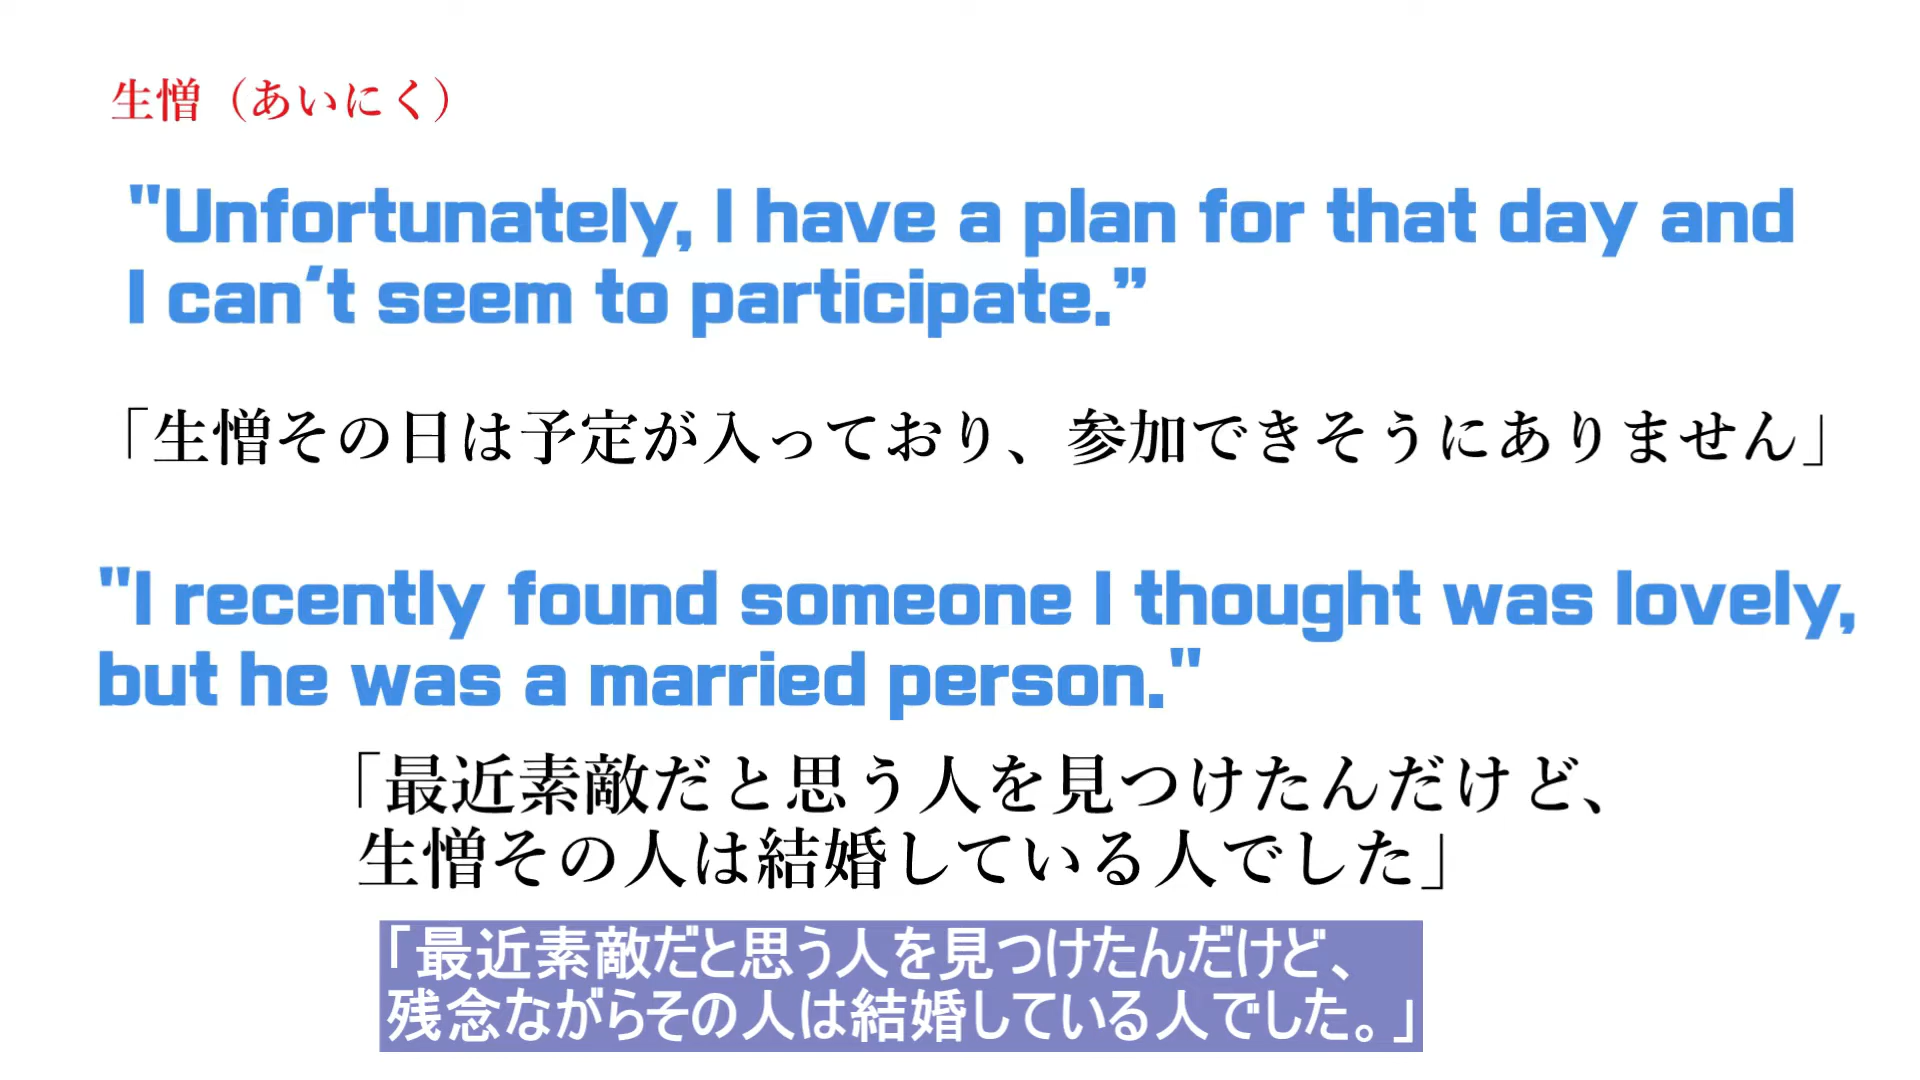 生憎（あいにく）
"Unfortunately, I have a plan for that day and
I can't seem to participate.”
「生憎その日は予定が入っており、参加できそうにありません」
"I recently found someone I thought was lovely,
but he was a married person."
「最近素敵だと思う人を見つけたんだけど、
生憎その人は結婚している人でした」
「最近素敵だと思う人を見つけたんだけど、
残念ながらその人は結婚している人でした。」